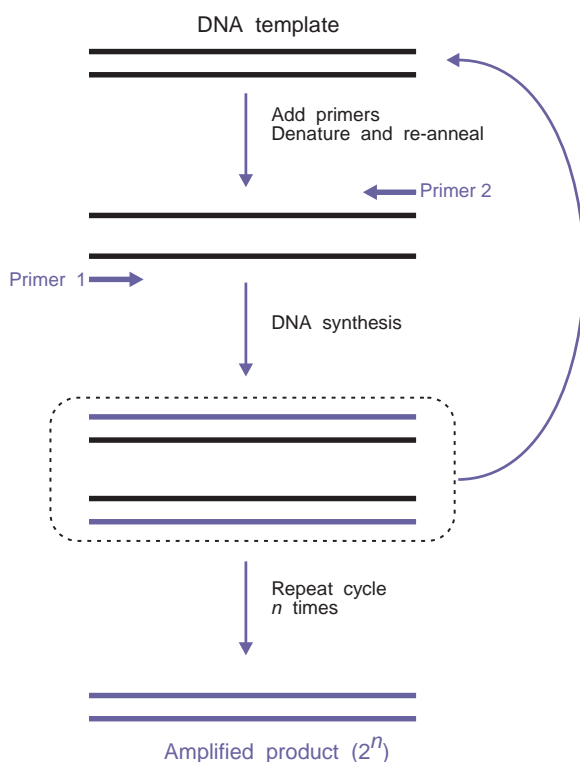 DNA template
Add primers
Denature and re-anneal
Primer 2
Primer 1
DNA synthesis
Repeat cycle
n times
Amplified product (2^n)